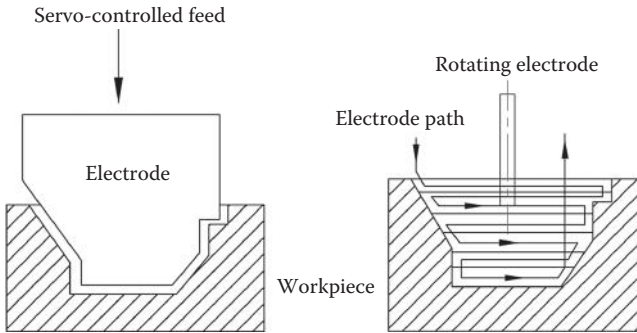 Servo-controlled feed
Electrode
Rotating electrode
Electrode path
Workpiece